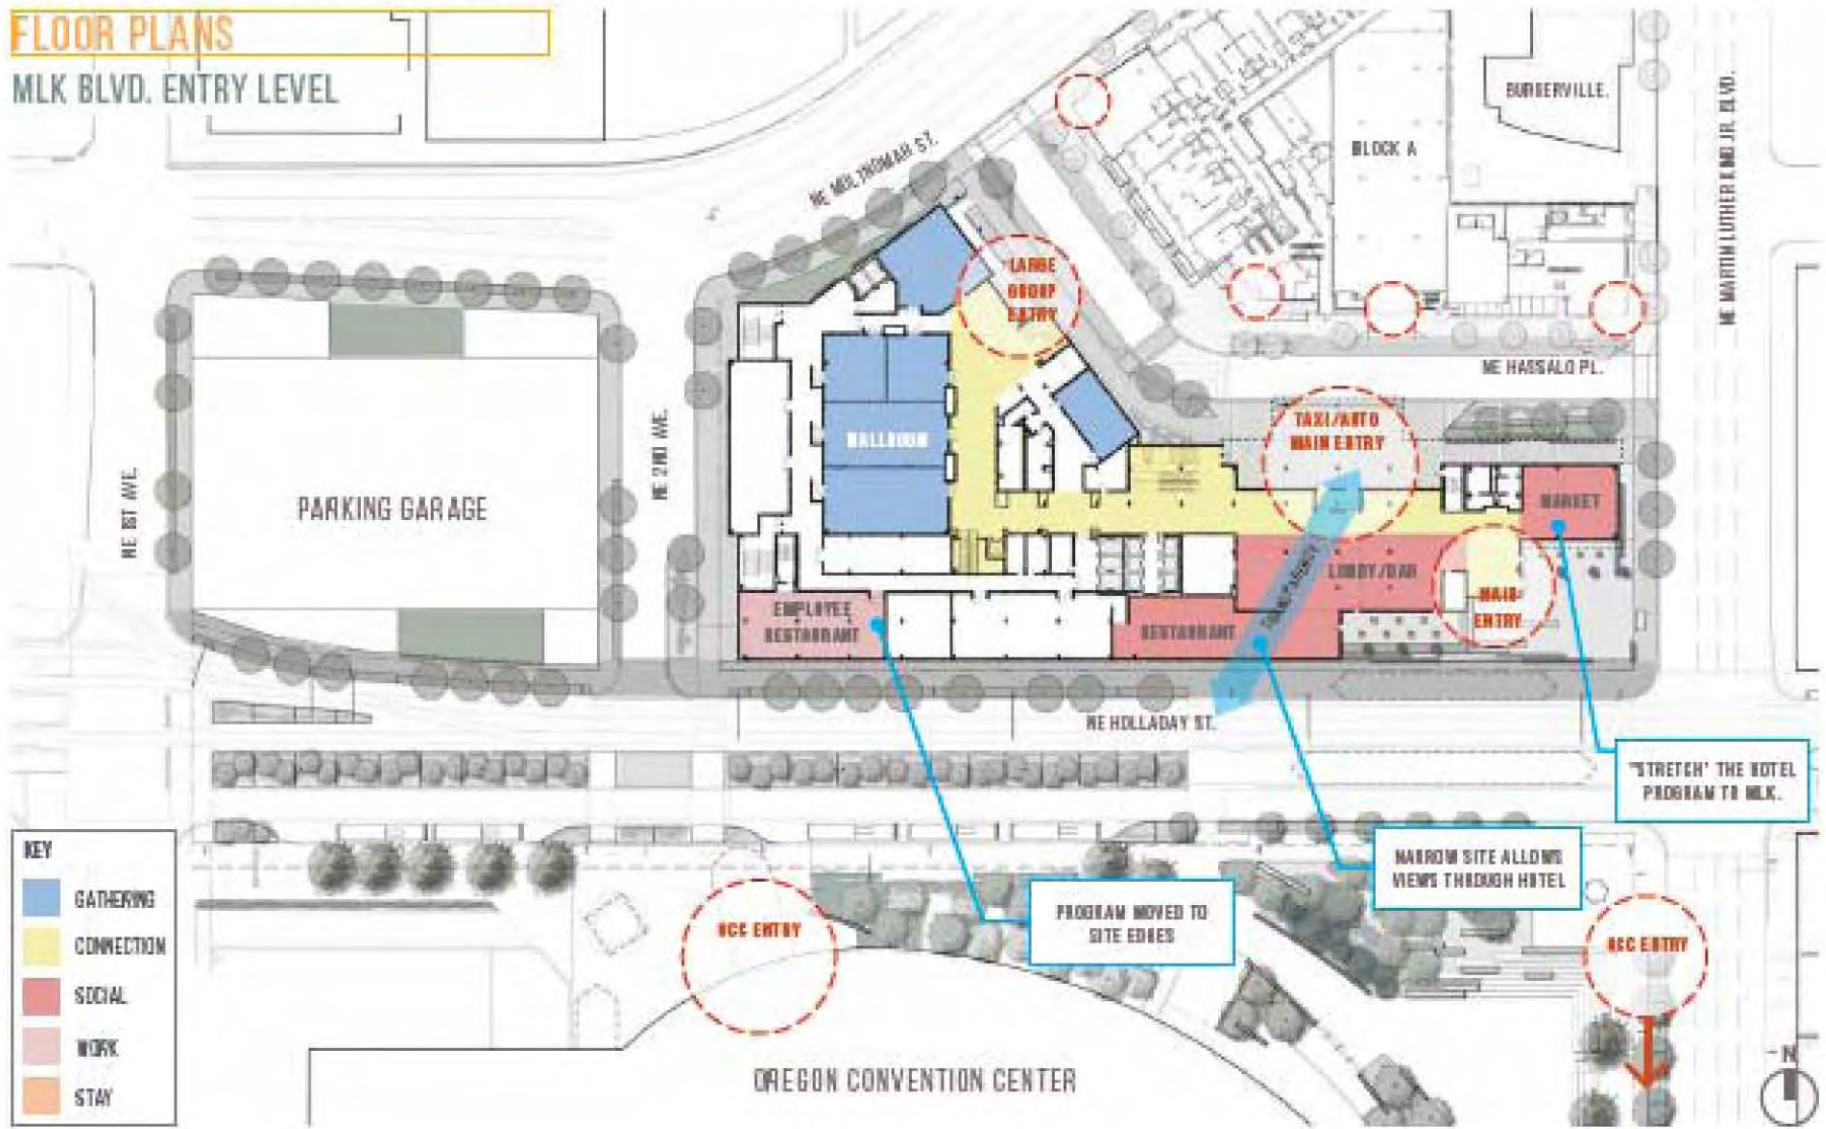 FLOOR PLANS
MLK BLVD. ENTRY LEVEL
NE MULTNOMAH ST.
BURGERVILLE.
BLOCK A
NE MARTIN LUTHER KING JR. BLVD.
LARGE
GROUP
ENTRY
NE HASSALO PL.
TAXI/AUTO
MAIN ENTRY
NE 1ST AVE.
PARKING GARAGE
NE 2ND AVE.
BALLROOM
MARKET
LOBBY/BAR
TRANSPARENCY
MAIN
ENTRY
EMPLOYEE
RESTAURANT
RESTAURANT
NE HOLLADAY ST.
"STRETCH' THE HOTEL
PROGRAM TO MLK.
NARROW SITE ALLOWS
VIEWS THROUGH HOTEL
PROGRAM MOVED TO
SITE EDGES
OCC ENTRY
OCC ENTRY
KEY
GATHERING
CONNECTION
SOCIAL
WORK
STAY
OREGON CONVENTION CENTER
N